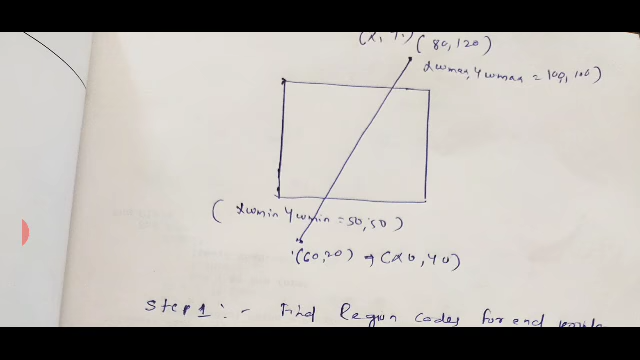 (x1, y1) (80,120)
xwmax, ywmax = 100, 100)
( xwmin ywmin = 50, 50 )
(60,20) → (x0, y0)
Step 1 :- Find Region codes for end